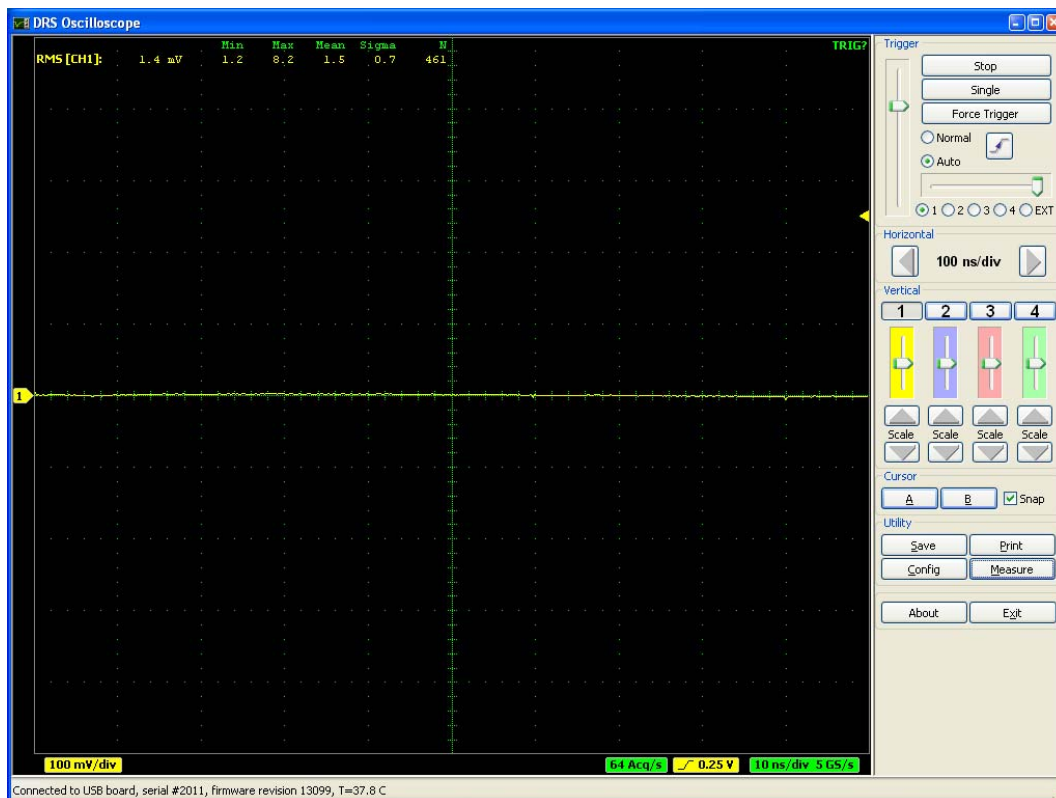 DRS Oscilloscope
Min Max Mean Sigma N
RMS [CH1]: 1.4 mV 1.2 8.2 1.5 0.7 461
TRIG?
1
100 mV/div
64 Acq/s
0.25 V
10 ns/div 5 GS/s
Trigger
Stop
Single
Force Trigger
Normal
Auto
1 2 3 4 EXT
Horizontal
100 ns/div
Vertical
1 2 3 4
Scale Scale Scale Scale
Cursor
A B Snap
Utility
Save Print
Config Measure
About Exit
Connected to USB board, serial #2011, firmware revision 13099, T=37.8 C